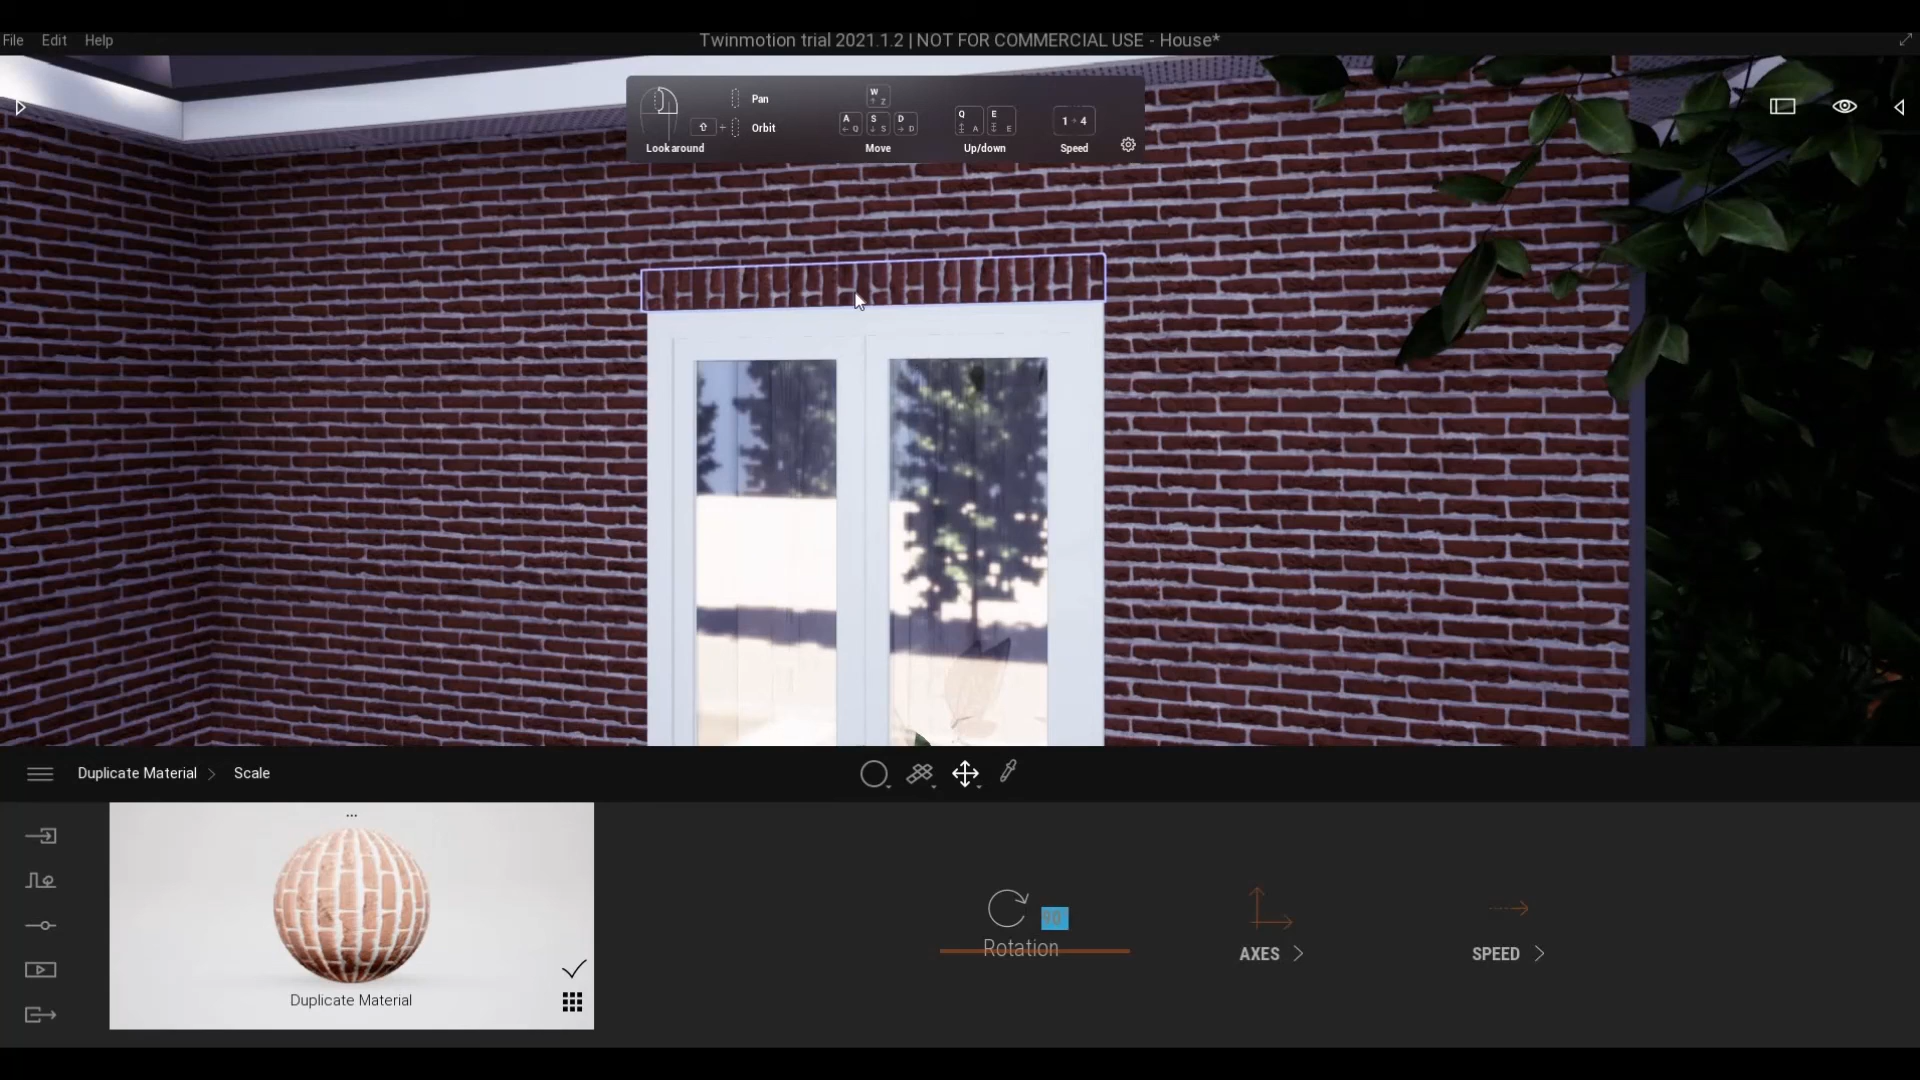 File Edit Help
Twinmotion trial 2021.1.2 | NOT FOR COMMERCIAL USE - House*
Pan
Orbit
Look around
W
↑ Z
A
← Q
S
↓ S
D
→ D
Move
Q
A
E
E
Up/down
1 ÷ 4
Speed
Duplicate Material > Scale
...
Duplicate Material
90
Rotation
AXES >
SPEED >